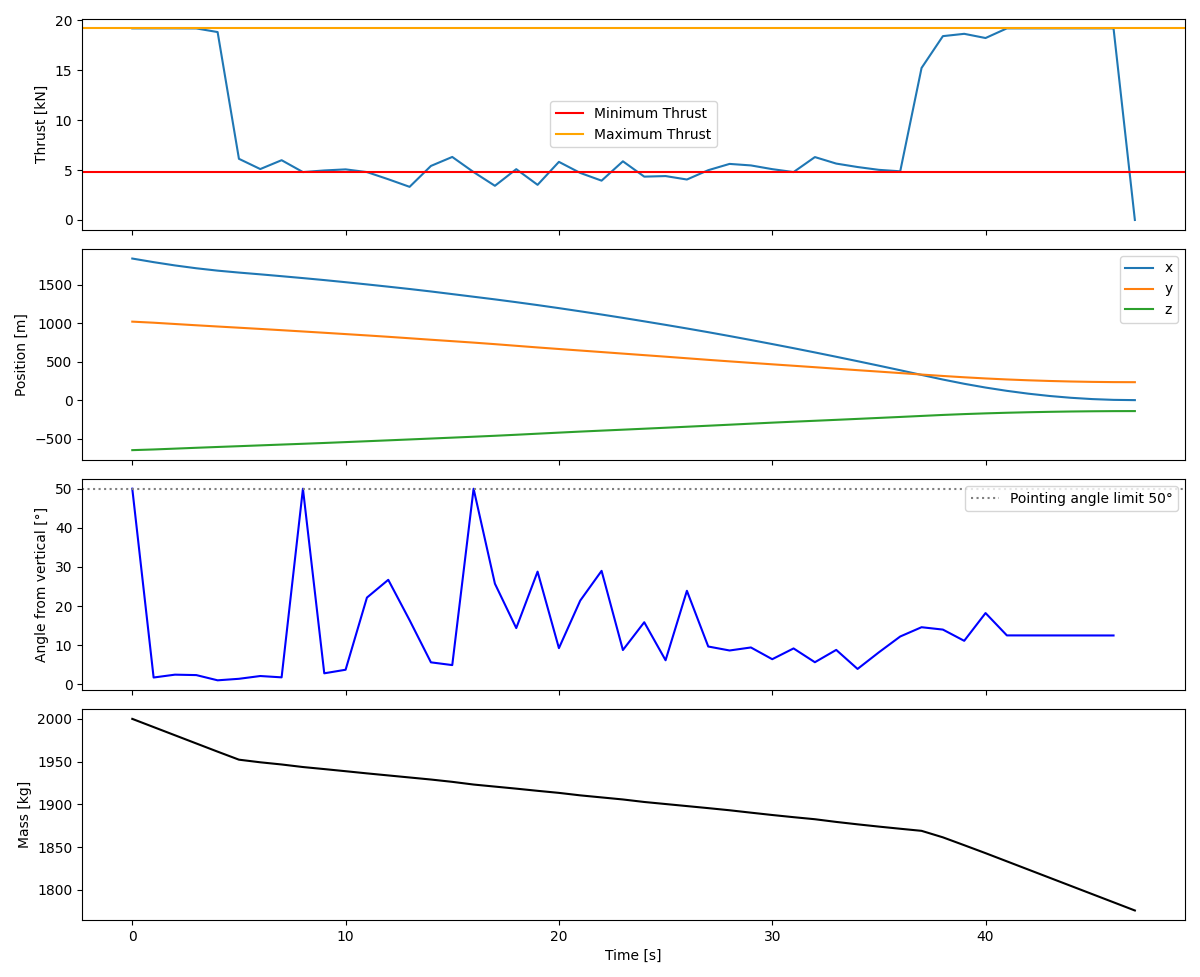 20
15
10
5
0
Thrust [kN]
Minimum Thrust
Maximum Thrust
1500
1000
500
0
−500
Position [m]
x
y
z
50
40
30
20
10
0
Angle from vertical [°]
Pointing angle limit 50°
2000
1950
1900
1850
1800
Mass [kg]
0 10 20 30 40
Time [s]